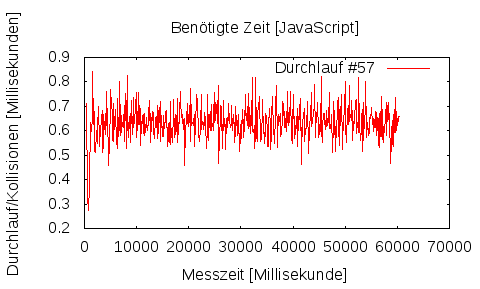 Benötigte Zeit [JavaScript]
Durchlauf/Kollisionen [Millisekunden]
0.9
0.8
0.7
0.6
0.5
0.4
0.3
0.2
Durchlauf #57
0 10000 20000 30000 40000 50000 60000 70000
Messzeit [Millisekunde]